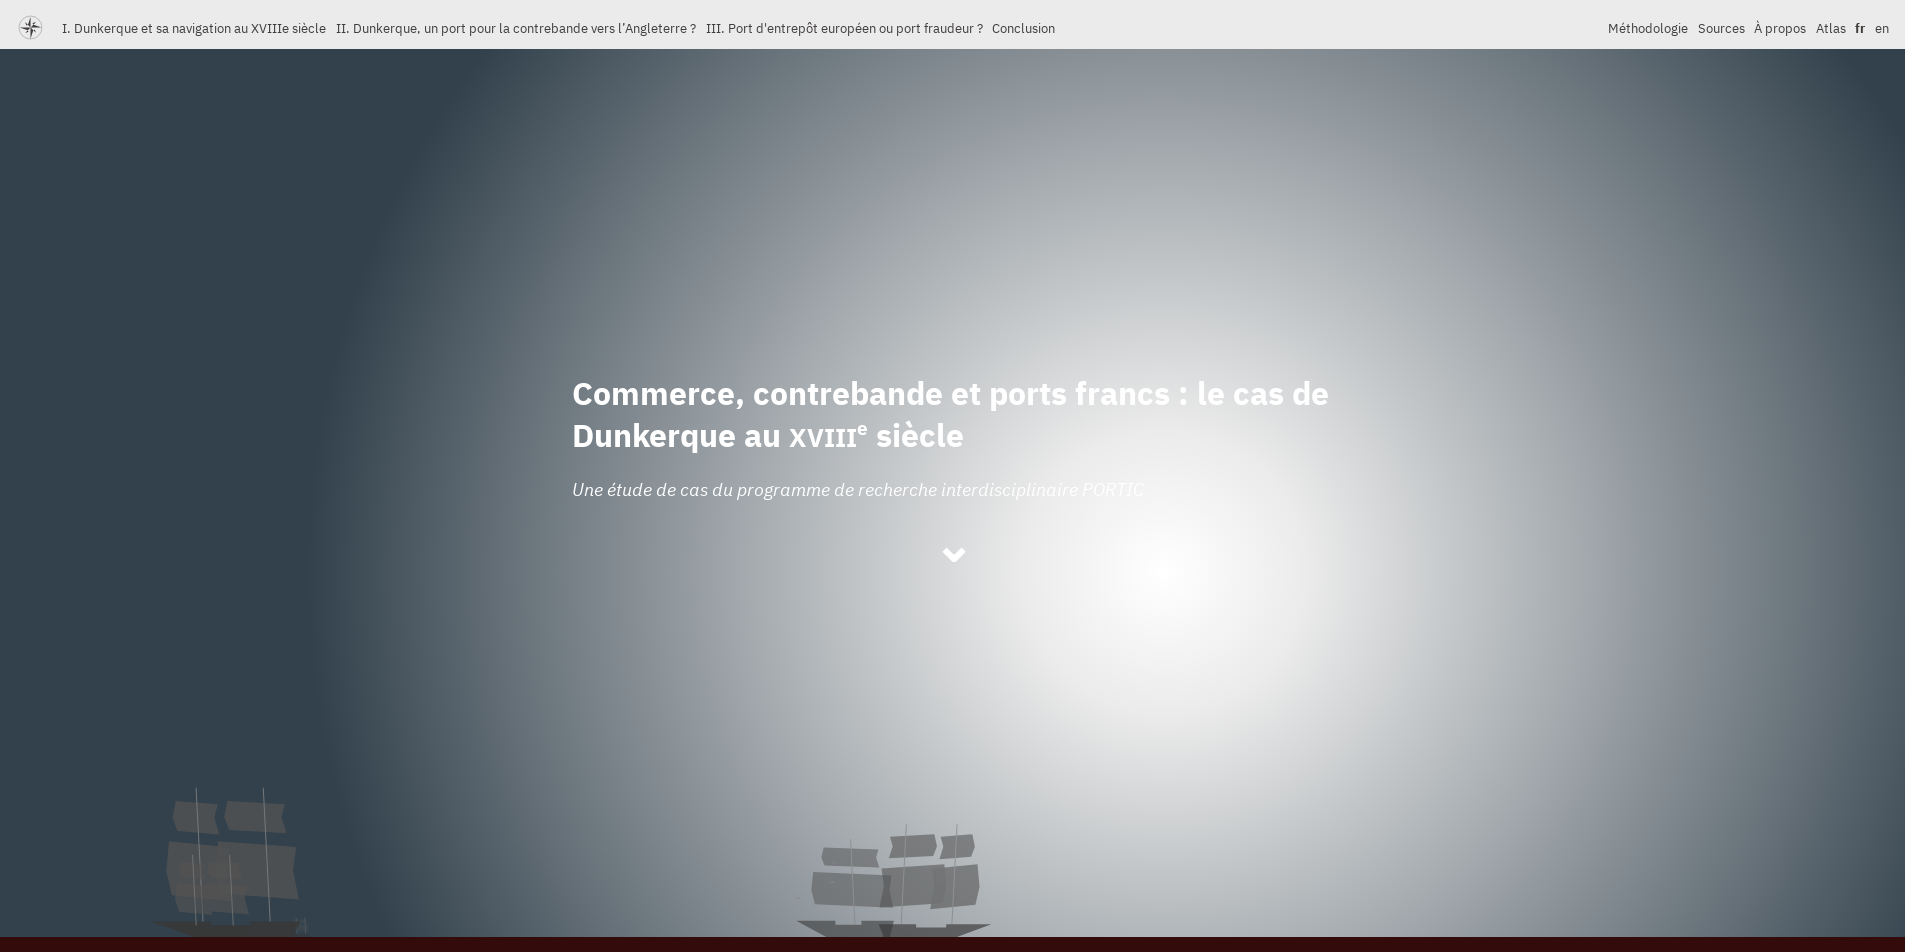 I. Dunkerque et sa navigation au XVIIIe siècle II. Dunkerque, un port pour la contrebande vers l’Angleterre ? III. Port d'entrepôt européen ou port fraudeur ? Conclusion Méthodologie Sources À propos Atlas fr en
Commerce, contrebande et ports francs : le cas de
Dunkerque au XVIIIe siècle
Une étude de cas du programme de recherche interdisciplinaire PORTIC